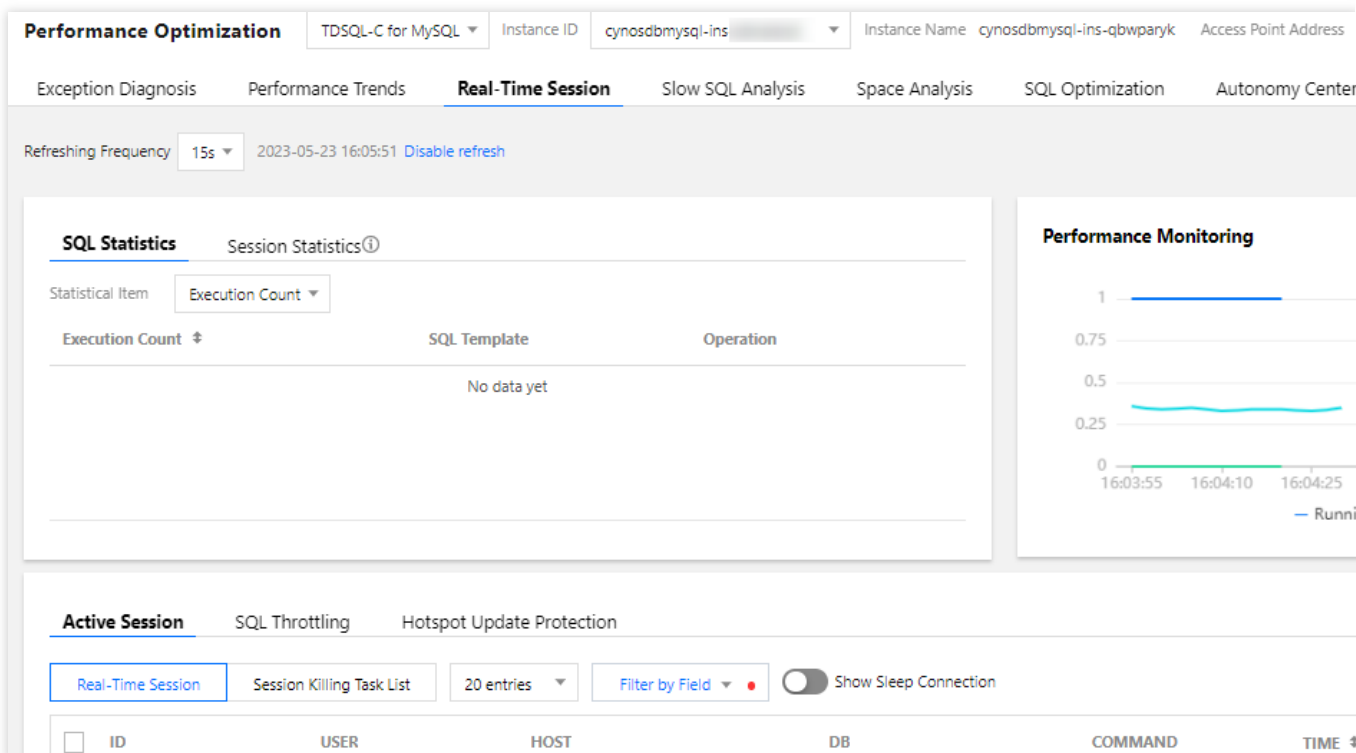 Performance Optimization TDSQL-C for MySQL Instance ID cynosdbmysql-ins Instance Name cynosdbmysql-ins-qbwparyk Access Point Address
Exception Diagnosis Performance Trends Real-Time Session Slow SQL Analysis Space Analysis SQL Optimization Autonomy Center
Refreshing Frequency 15s 2023-05-23 16:05:51 Disable refresh
SQL Statistics Session Statistics
Performance Monitoring
Statistical Item Execution Count
Execution Count SQL Template Operation
No data yet
1
0.75
0.5
0.25
0
16:03:55 16:04:10 16:04:25
Runni
Active Session SQL Throttling Hotspot Update Protection
Real-Time Session Session Killing Task List 20 entries Filter by Field Show Sleep Connection
ID USER HOST DB COMMAND TIME